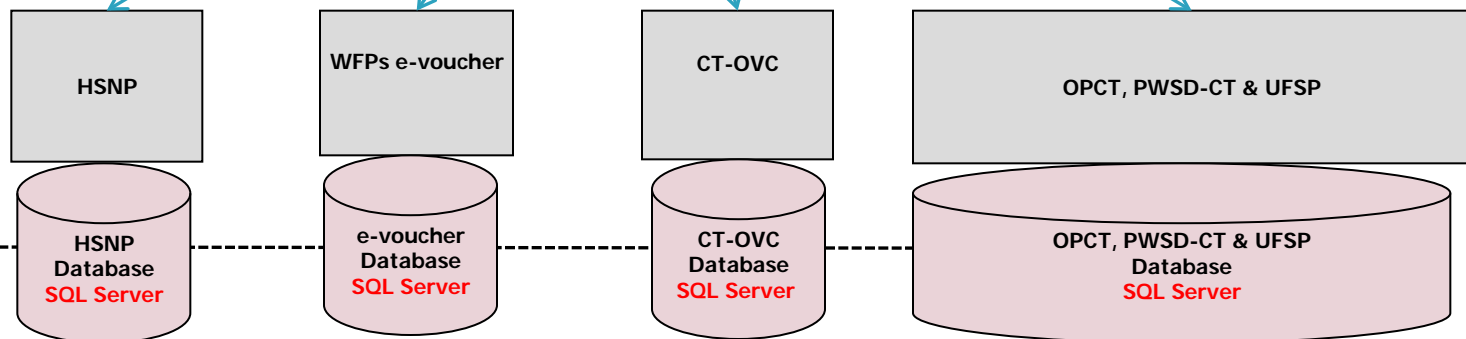 HSNP
WFPs e-voucher
CT-OVC
OPCT, PWSD-CT & UFSP
HSNP
Database
SQL Server
e-voucher
Database
SQL Server
CT-OVC
Database
SQL Server
OPCT, PWSD-CT & UFSP
Database
SQL Server